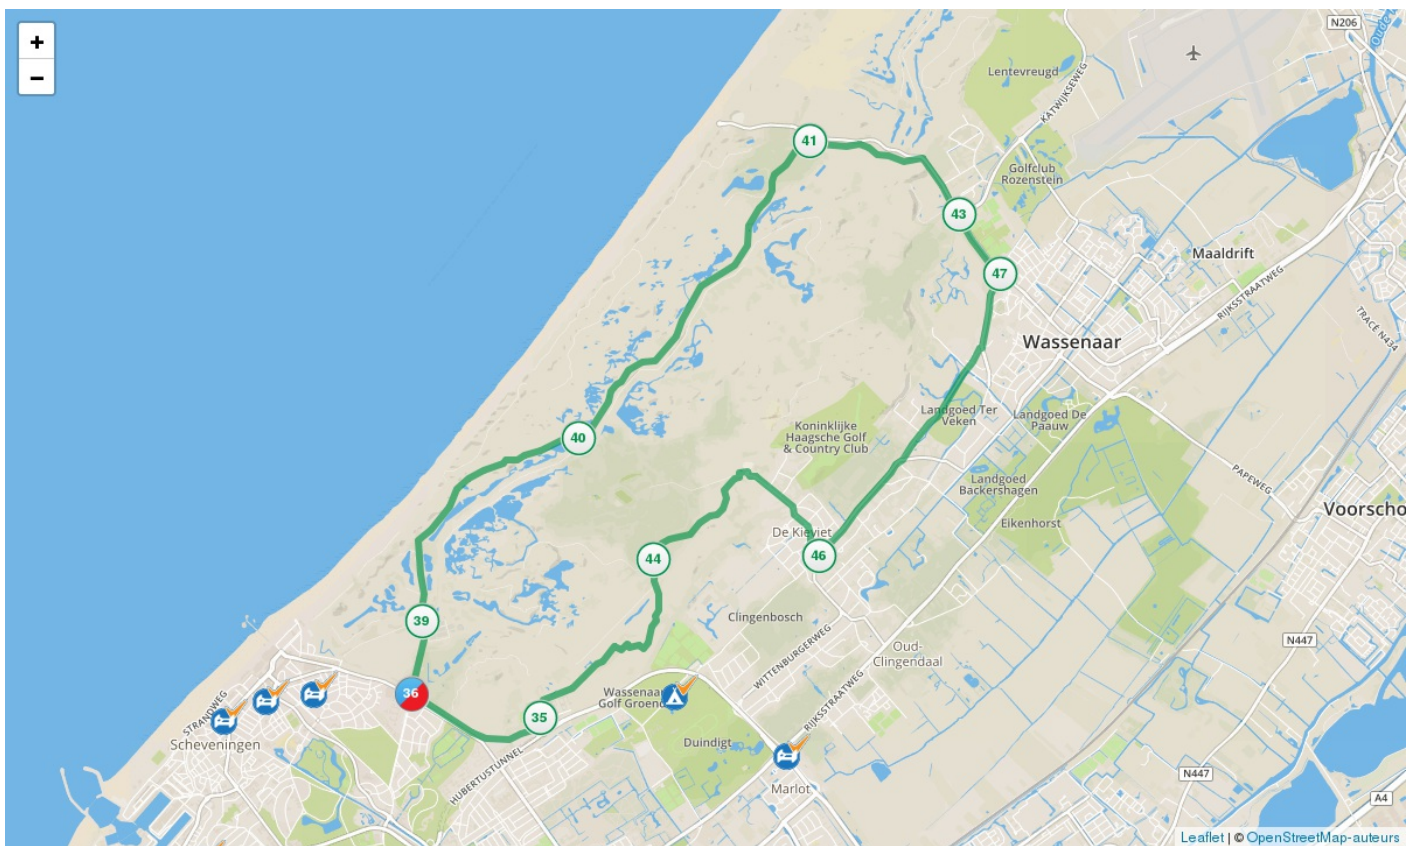 +
−
N206
Oude
Lentevreugd
KATWIJKSEWEG
41
Golfclub
Rozenstein
43
Maaldrift
47
RIJKSSTRAATWEG
TRACÉ N434
Wassenaar
Landgoed Ter
Veken
Landgoed De
Paauw
Koninklijke
Haagsche Golf
& Country Club
40
PAPEWEG
Landgoed
Backershagen
Voorscho
Eikenhorst
De Kieviet
44
46
Clingenbosch
39
WITTENBURGERWEG
Oud-
Clingendaal
N447
36
STRANDWEG
Wassenaar
Golf Groend
RIJKSSTRAATWEG
35
Scheveningen
Duindigt
HUBERTUSTUNNEL
N447
Marlot
A4
Leaflet | © OpenStreetMap-auteurs